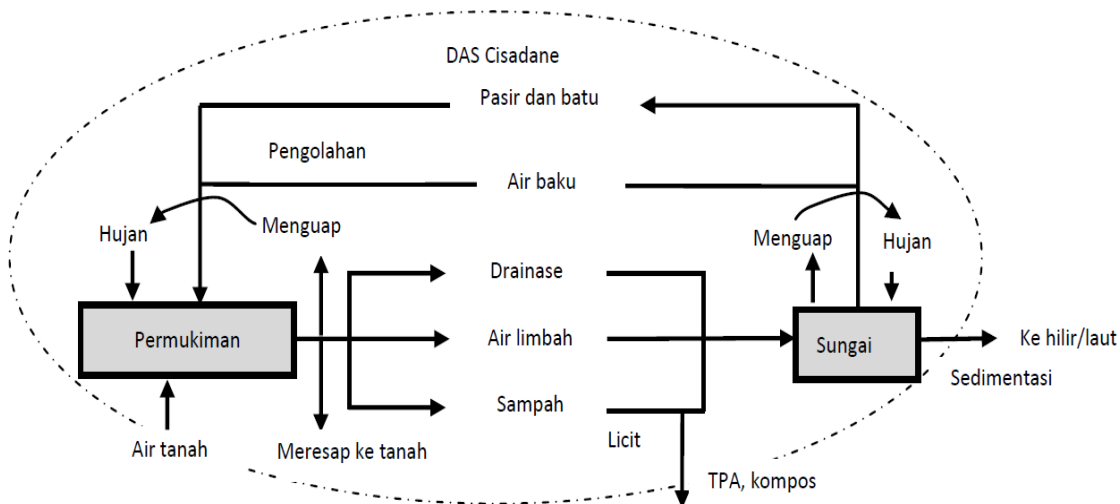 DAS Cisadane
Pasir dan batu
Pengolahan
Air baku
Hujan
Menguap
Menguap
Hujan
Drainase
Permukiman
Air limbah
Sungai
Ke hilir/laut
Sedimentasi
Sampah
Air tanah
Meresap ke tanah
Licit
TPA, kompos